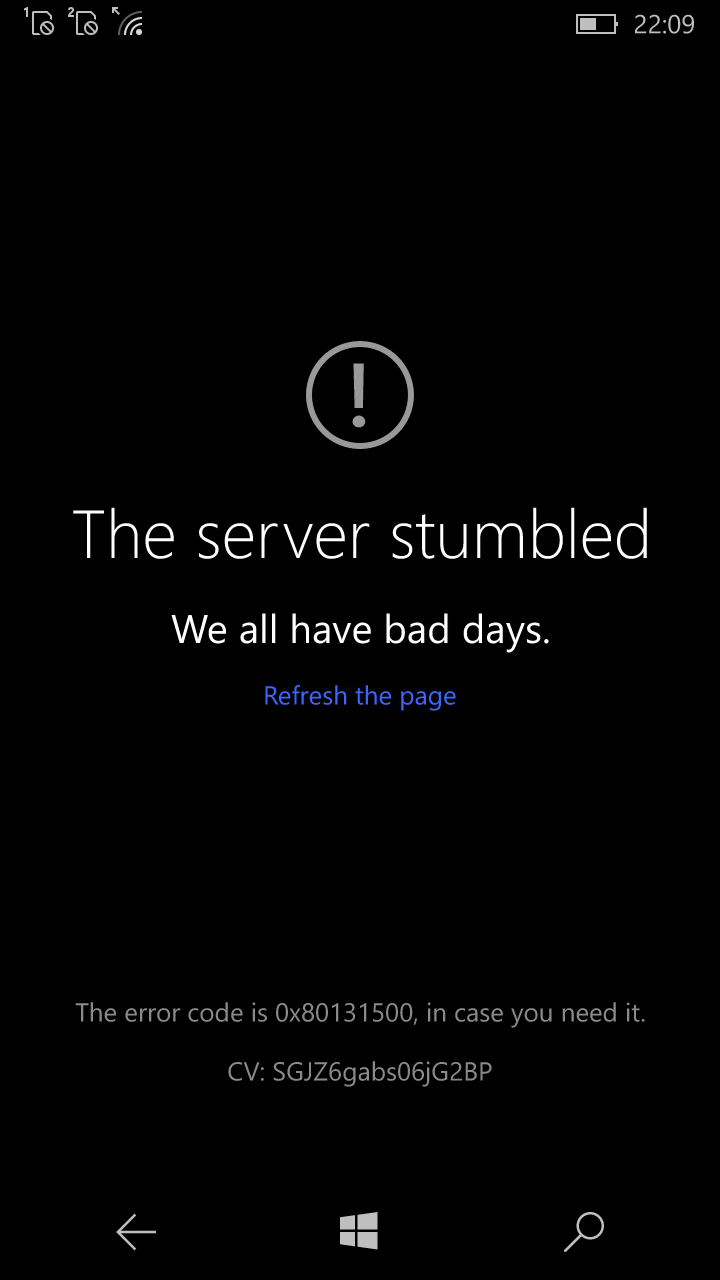 1 2 22:09
The server stumbled
We all have bad days.
Refresh the page
The error code is 0x80131500, in case you need it.
CV: SGJZ6gabs06jG2BP